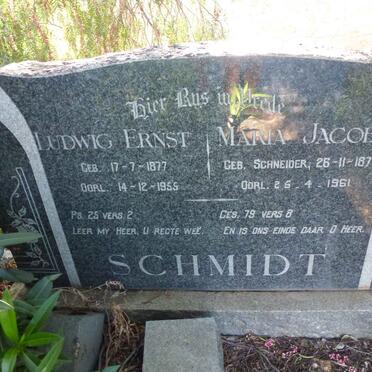 Hier Rus in Vrede
LUDWIG ERNST
GEB. 17-7-1877
OORL. 14-12-1955
PS. 25 VERS 2
LEER MY HEER, U REGTE WEË.
MARIA JACOB
GEB. SCHNEIDER, 26-11-187
OORL. 26-4-1961
GES. 79 VERS 8
EN IS ONS EINDE DAAR O HEER.
SCHMIDT